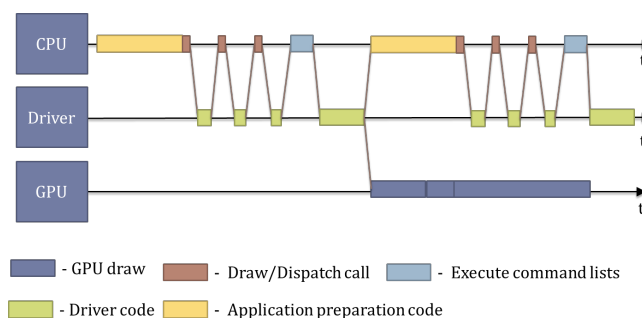 CPU
t
Driver
t
GPU
t
- GPU draw
- Draw/Dispatch call
- Execute command lists
- Driver code
- Application preparation code